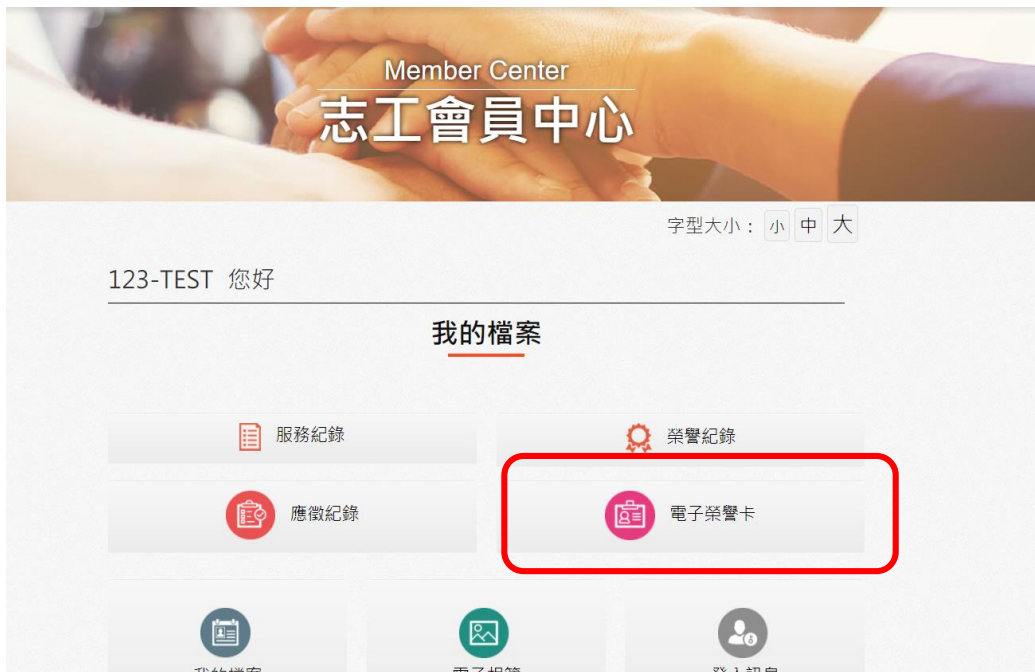 Member Center
志工會員中心
字型大小： 小 中 大
123-TEST 您好
我的檔案
服務紀錄 榮譽紀錄
應徵紀錄 電子榮譽卡